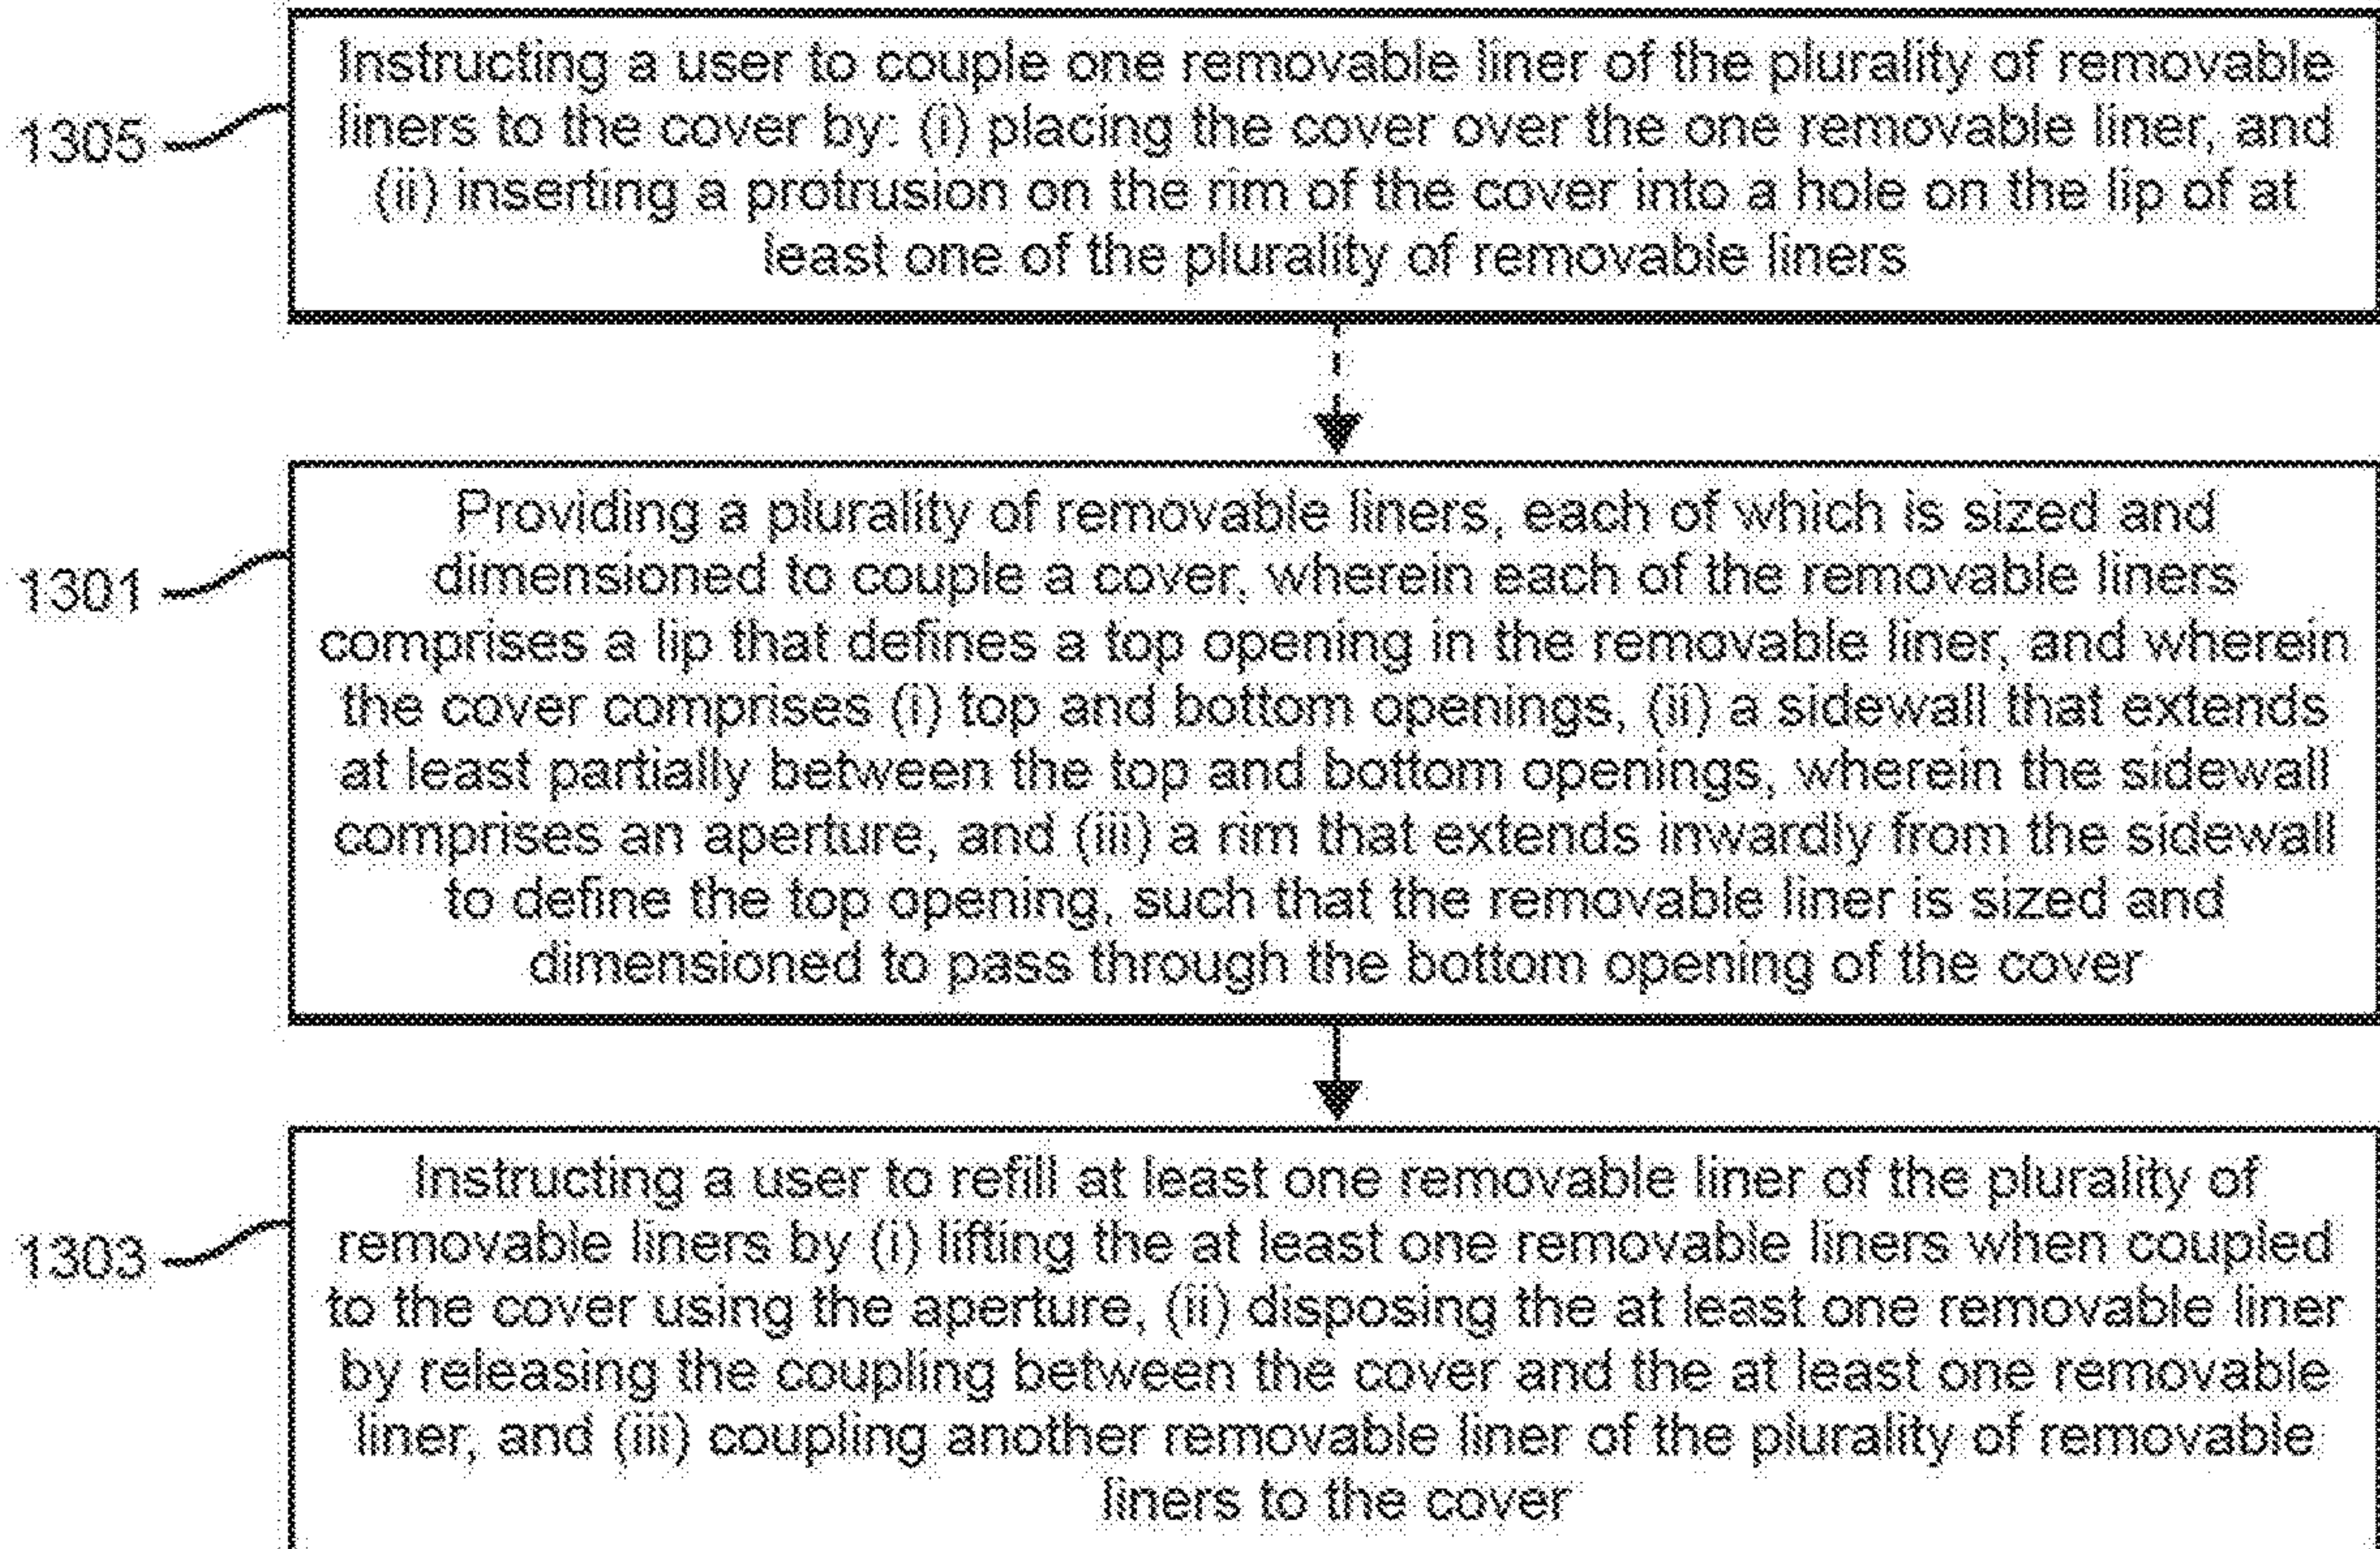 Instructing a user to couple one removable liner of the plurality of removable
liners to the cover by: (i) placing the cover over the one removable liner, and
(ii) inserting a protrusion on the rim of the cover into a hole on the lip of at
least one of the plurality of removable liners
1305
Providing a plurality of removable liners, each of which is sized and
dimensioned to couple a cover, wherein each of the removable liners
comprises a lip that defines a top opening in the removable liner, and wherein
the cover comprises (i) top and bottom openings, (ii) a sidewall that extends
at least partially between the top and bottom openings, wherein the sidewall
comprises an aperture, and (iii) a rim that extends inwardly from the sidewall
to define the top opening, such that the removable liner is sized and
dimensioned to pass through the bottom opening of the cover
1301
Instructing a user to refill at least one removable liner of the plurality of
removable liners by (i) lifting the at least one removable liners when coupled
to the cover using the aperture, (ii) disposing the at least one removable liner
by releasing the coupling between the cover and the at least one removable
liner, and (iii) coupling another removable liner of the plurality of removable
liners to the cover
1303